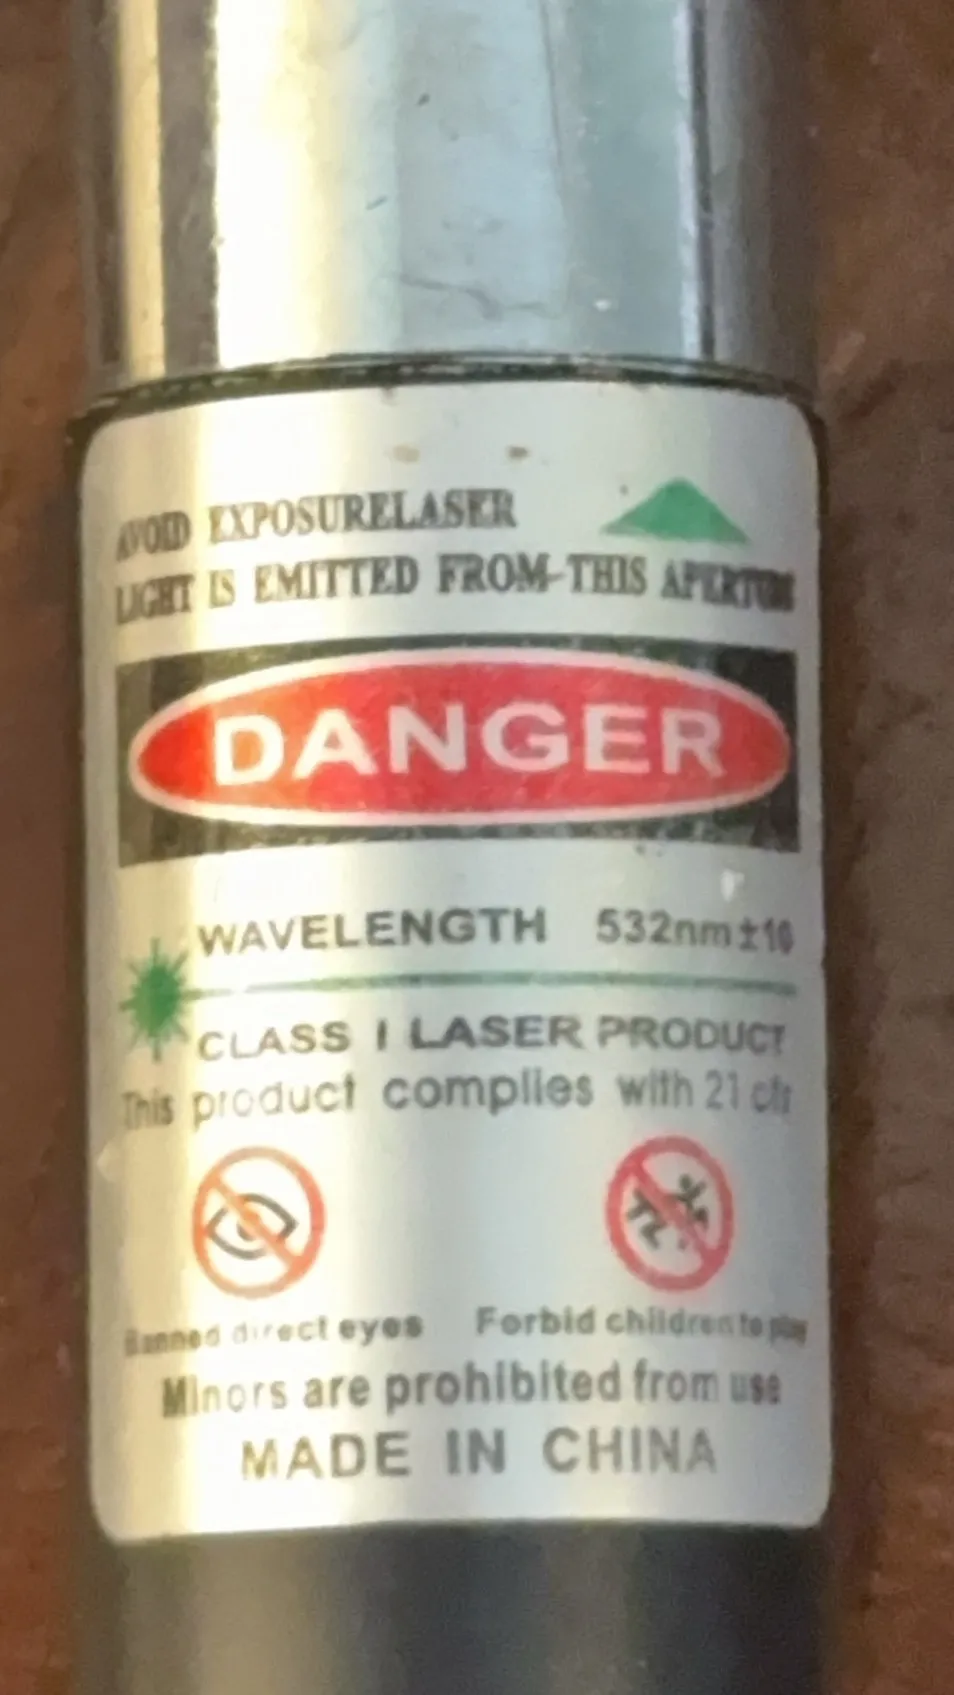 AVOID EXPOSURELASER
LIGHT IS EMITTED FROM-THIS APERTURE
DANGER
WAVELENGTH 532nm±10
CLASS I LASER PRODUCT
This product complies with 21 cfr
Banned direct eyes Forbid children to play
Minors are prohibited from use
MADE IN CHINA